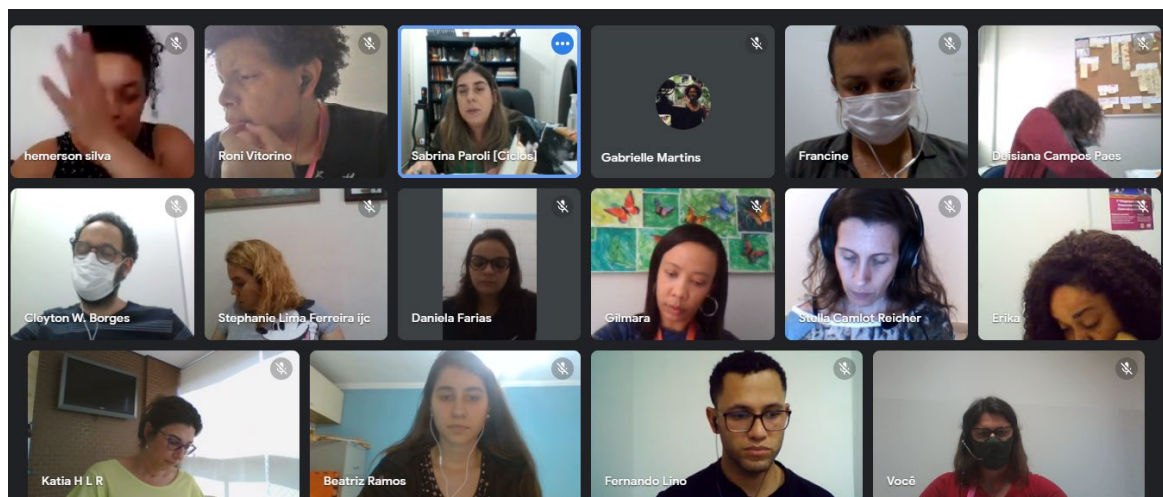 hemerson silva
Roni Vitorino
Sabrina Paroli [Ciclos]
Gabrielle Martins
Francine
Deisiana Campos Paes
Cleyton W. Borges
Stephanie Lima Ferreira ijc
Daniela Farias
Gilmara
Stella Camlot Reicher
Erika
Katia H L R
Beatriz Ramos
Fernando Lino
Você